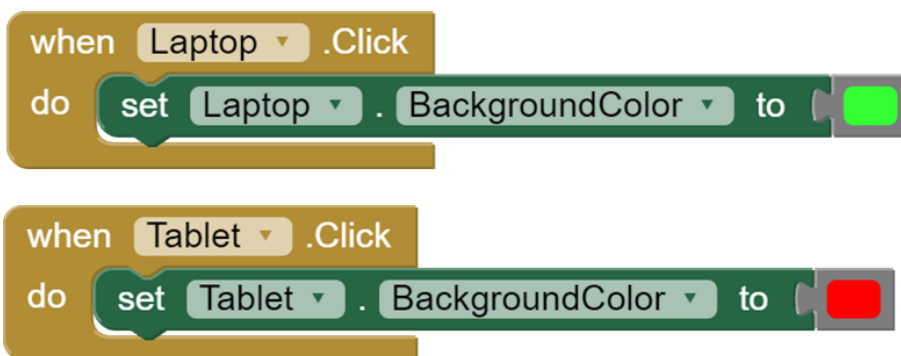 when Laptop .Click
do set Laptop . BackgroundColor to
when Tablet .Click
do set Tablet . BackgroundColor to